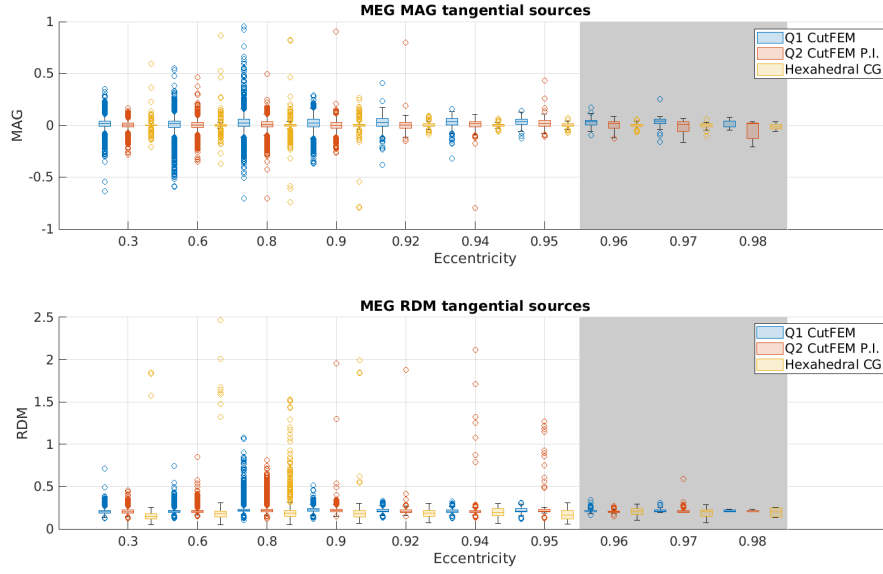 MEG MAG tangential sources
1
0.5
0
-0.5
-1
MAG
Q1 CutFEM
Q2 CutFEM P.I.
Hexahedral CG
0.3 0.6 0.8 0.9 0.92 0.94 0.95 0.96 0.97 0.98
Eccentricity
MEG RDM tangential sources
2.5
2
1.5
1
0.5
0
RDM
Q1 CutFEM
Q2 CutFEM P.I.
Hexahedral CG
0.3 0.6 0.8 0.9 0.92 0.94 0.95 0.96 0.97 0.98
Eccentricity